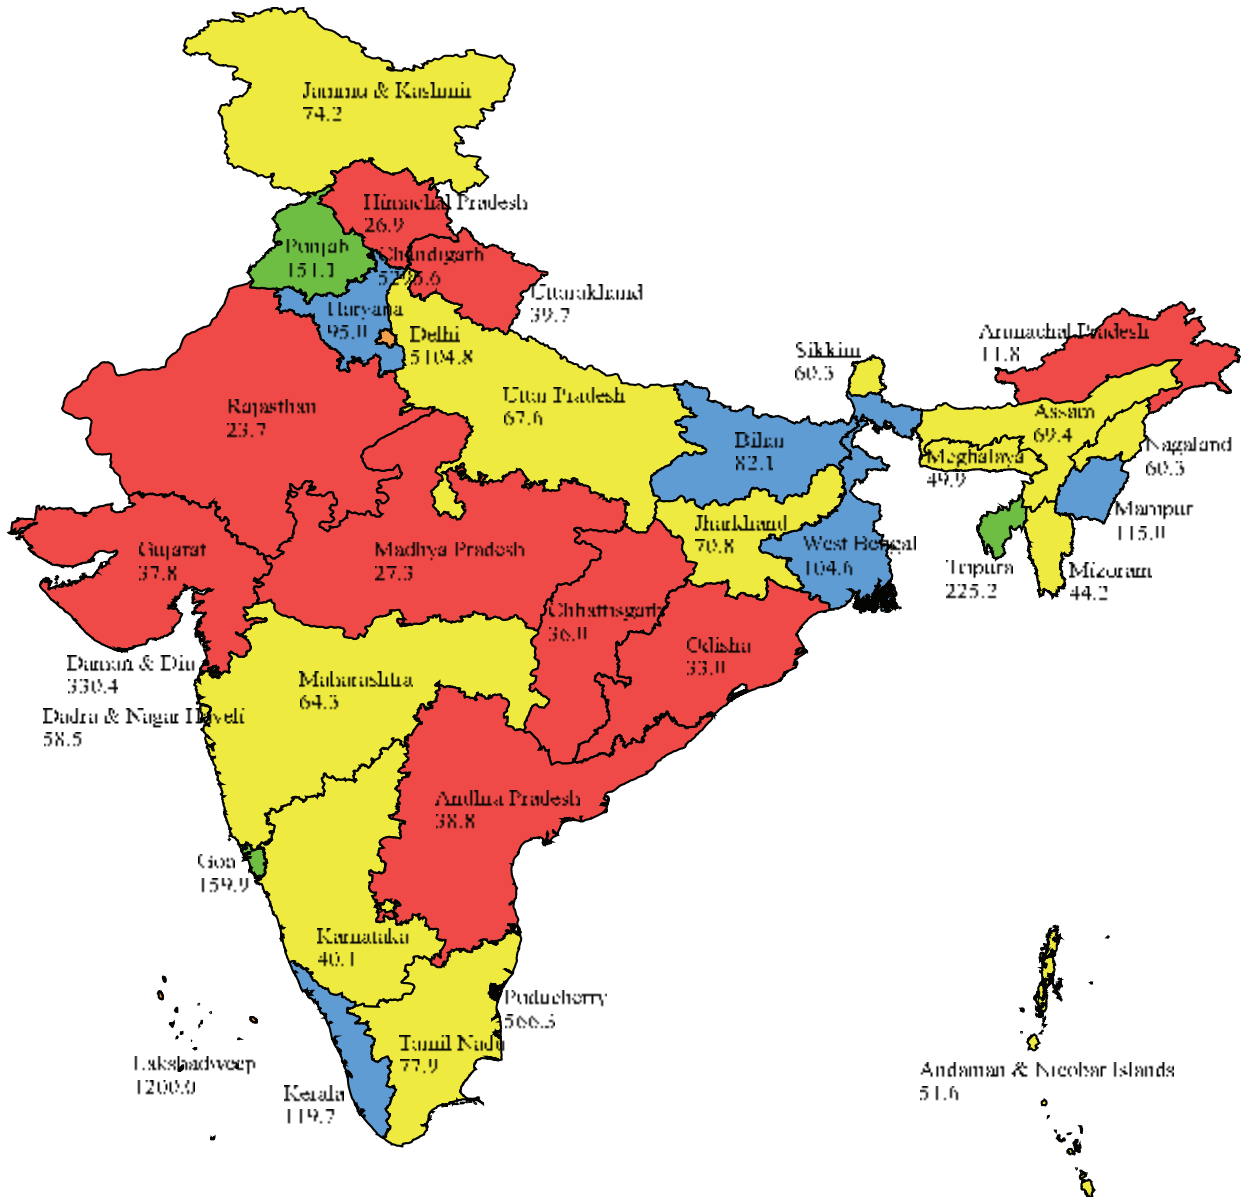 Jammu & Kashmir
74.2
Himachal Pradesh
26.9
Punjab
151.1
Chandigarh
Uttarakhand
39.7
Haryana
95.0
Delhi
5104.8
Arunachal Pradesh
11.8
Sikkim
60.3
Uttar Pradesh
67.6
Rajasthan
23.7
Assam
69.4
Bihar
82.1
Nagaland
60.3
Meghalaya
49.9
Manipur
115.0
Jharkhand
70.8
West Bengal
104.6
Gujarat
37.8
Madhya Pradesh
27.3
Tripura
225.2
Mizoram
44.2
Chhattisgarh
36.0
Odisha
33.0
Daman & Diu
330.4
Maharashtra
64.3
Dadra & Nagar Haveli
58.5
Andhra Pradesh
38.8
Goa
159.9
Karnataka
40.1
Puducherry
566.3
Tamil Nadu
77.9
Lakshadweep
1200.0
Kerala
119.7
Andaman & Nicobar Islands
51.6